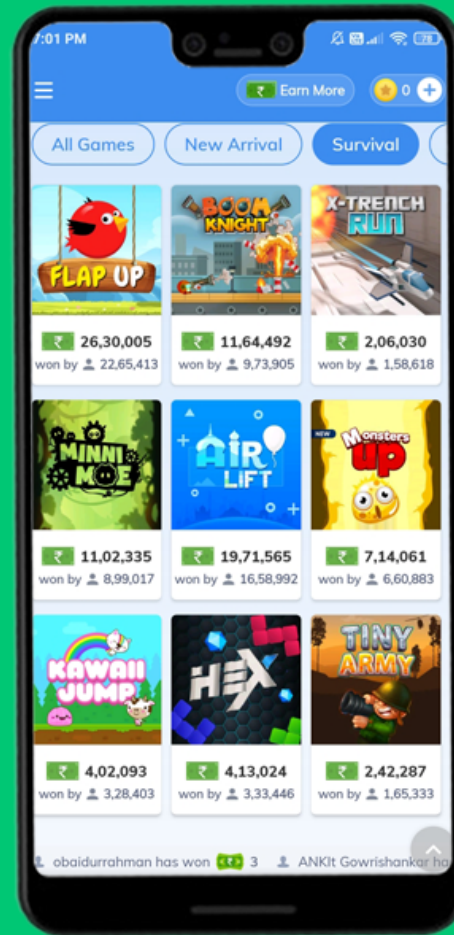 7:01 PM
78
₹ Earn More
0 +
All Games
New Arrival
Survival
FLAP UP
BOOM KNIGHT
X-TRENCH RUN
₹ 26,30,005
₹ 11,64,492
₹ 2,06,030
won by 22,65,413
won by 9,73,905
won by 1,58,618
MINNI MOE
AIR LIFT
NEW
Monsters up
₹ 11,02,335
₹ 19,71,565
₹ 7,14,061
won by 8,99,017
won by 16,58,992
won by 6,60,883
KAWAII JUMP
HEX
TINY ARMY
₹ 4,02,093
₹ 4,13,024
₹ 2,42,287
won by 3,28,403
won by 3,33,446
won by 1,65,333
obaidurrahman has won ₹ 3 ANKIt Gowrishankar ha